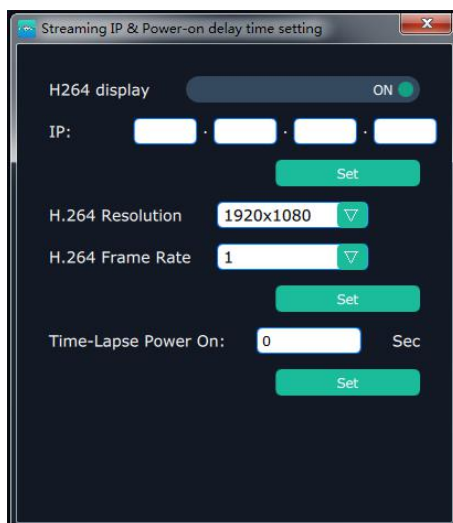 Streaming IP & Power-on delay time setting
H264 display ON
IP: . . .
Set
H.264 Resolution 1920x1080
H.264 Frame Rate 1
Set
Time-Lapse Power On: 0 Sec
Set